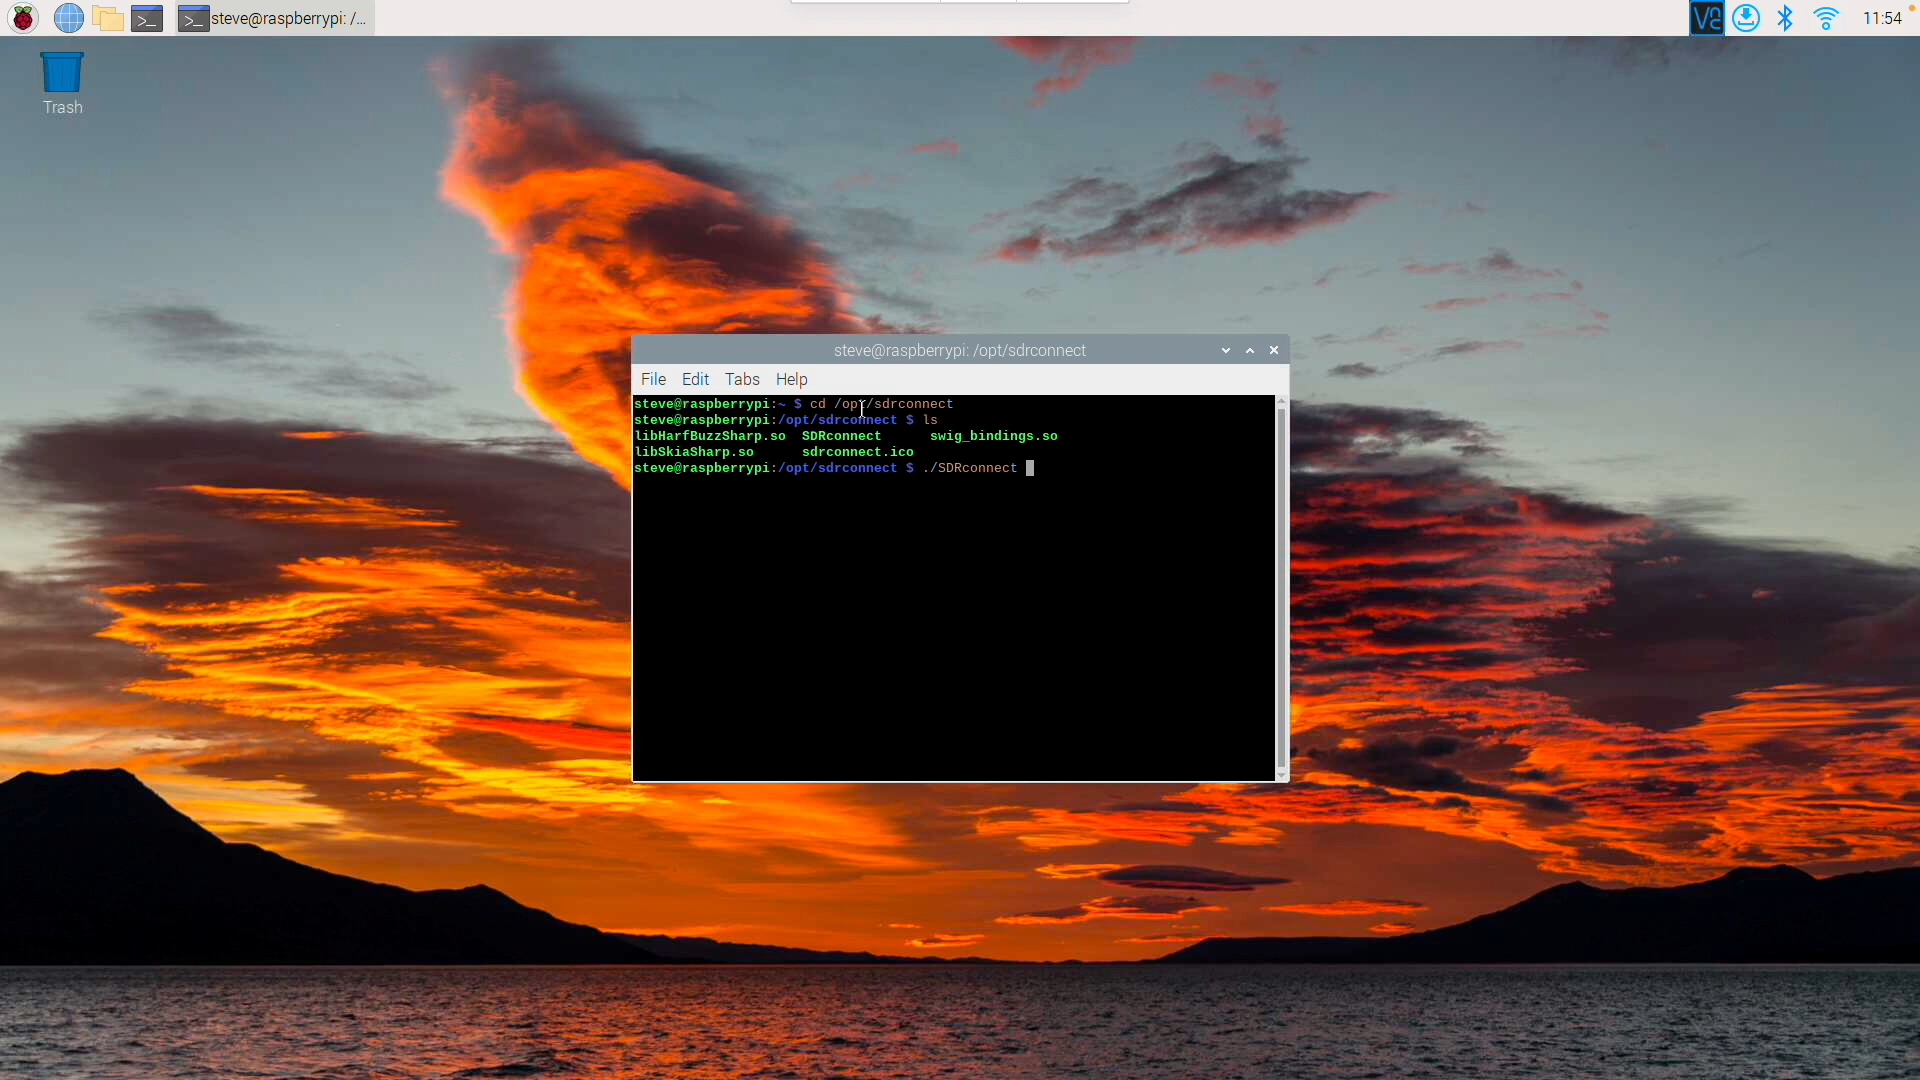 steve@raspberrypi: /...
11:54
Trash
steve@raspberrypi: /opt/sdrconnect
File Edit Tabs Help
steve@raspberrypi:~ $ cd /opt/sdrconnect
steve@raspberrypi:/opt/sdrconnect $ ls
libHarfBuzzSharp.so SDRconnect swig_bindings.so
libSkiaSharp.so sdrconnect.ico
steve@raspberrypi:/opt/sdrconnect $ ./SDRconnect